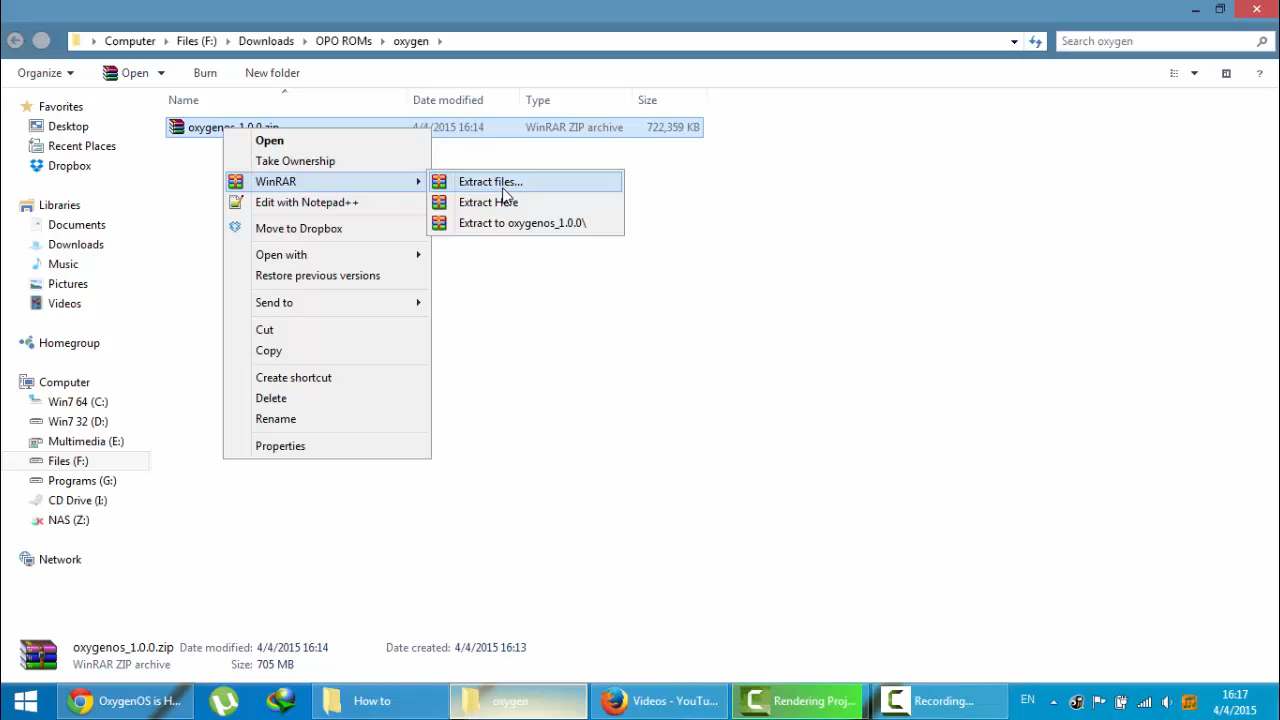 Computer Files (F:) Downloads OPO ROMs oxygen
Search oxygen
Organize Open Burn New folder
Name Date modified Type Size
oxygenos_1.0.0.zip 4/4/2015 16:14 WinRAR ZIP archive 722,359 KB
Favorites
Desktop
Recent Places
Dropbox
Libraries
Documents
Downloads
Music
Pictures
Videos
Homegroup
Computer
Win7 64 (C:)
Win7 32 (D:)
Multimedia (E:)
Files (F:)
Programs (G:)
CD Drive (I:)
NAS (Z:)
Network
Open
Take Ownership
WinRAR
Edit with Notepad++
Move to Dropbox
Open with
Restore previous versions
Send to
Cut
Copy
Create shortcut
Delete
Rename
Properties
Extract files...
Extract Here
Extract to oxygenos_1.0.0\
oxygenos_1.0.0.zip Date modified: 4/4/2015 16:14 Date created: 4/4/2015 16:13
WinRAR ZIP archive Size: 705 MB
OxygenOS is H... How to oxygen Videos - YouTu... Rendering Proj... Recording... EN
16:17
4/4/2015